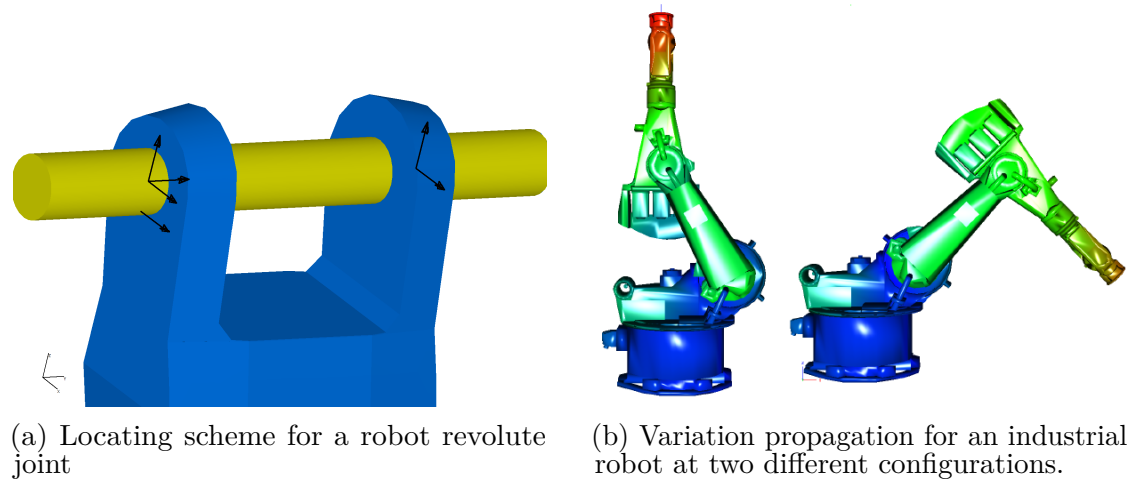 (a) Locating scheme for a robot revolute
joint
(b) Variation propagation for an industrial
robot at two different configurations.